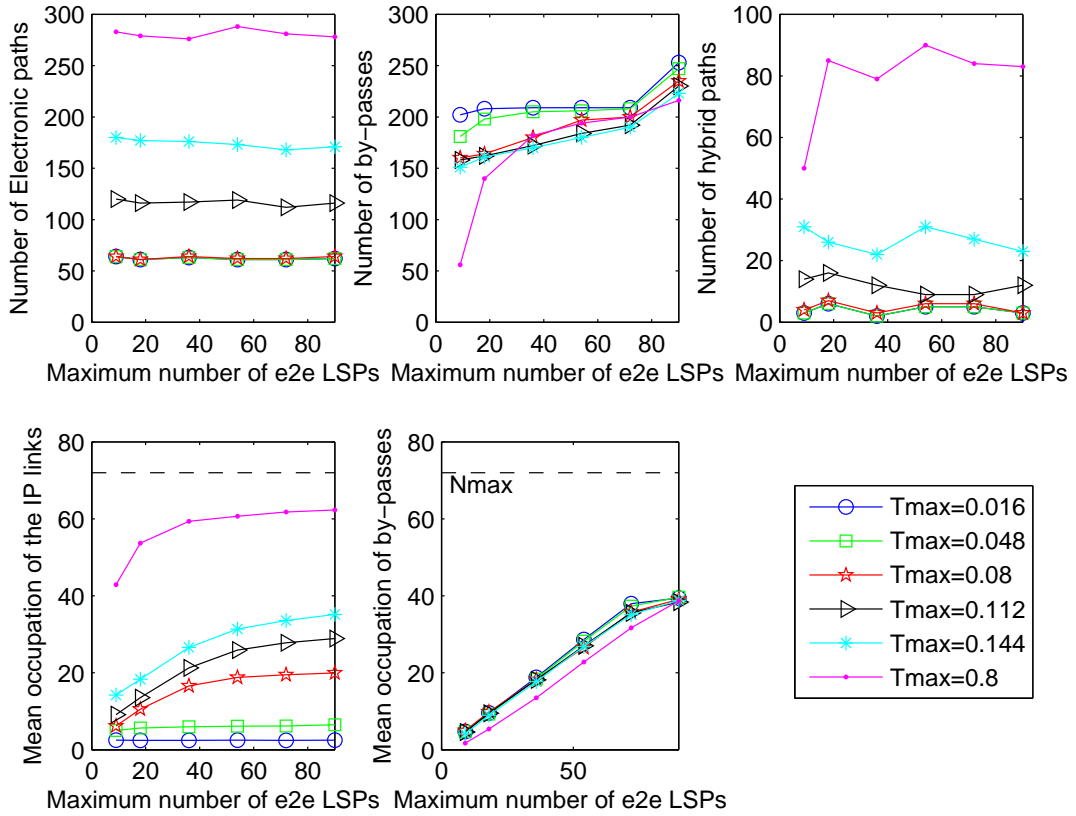 Number of Electronic paths
300
250
200
150
100
50
0
0 20 40 60 80
Maximum number of e2e LSPs
Number of by-passes
300
250
200
150
100
50
0
0 20 40 60 80
Maximum number of e2e LSPs
Number of hybrid paths
100
80
60
40
20
0
0 20 40 60 80
Maximum number of e2e LSPs
Mean occupation of the IP links
80
60
40
20
0
0 20 40 60 80
Maximum number of e2e LSPs
Mean occupation of by-passes
80
60
40
20
0
Nmax
0 50
Maximum number of e2e LSPs
Tmax=0.016
Tmax=0.048
Tmax=0.08
Tmax=0.112
Tmax=0.144
Tmax=0.8